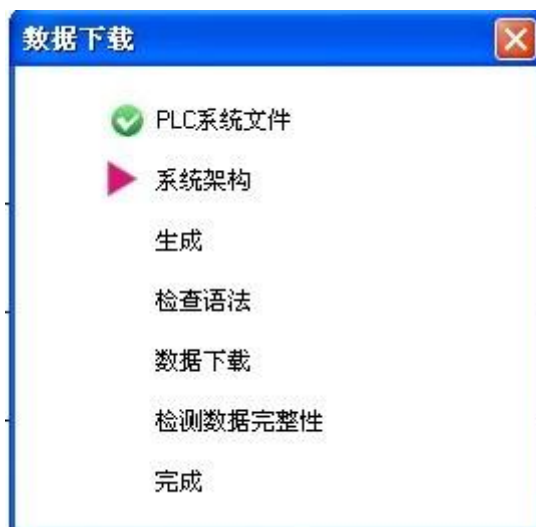 数据下载
PLC系统文件
系统架构
生成
检查语法
数据下载
检测数据完整性
完成